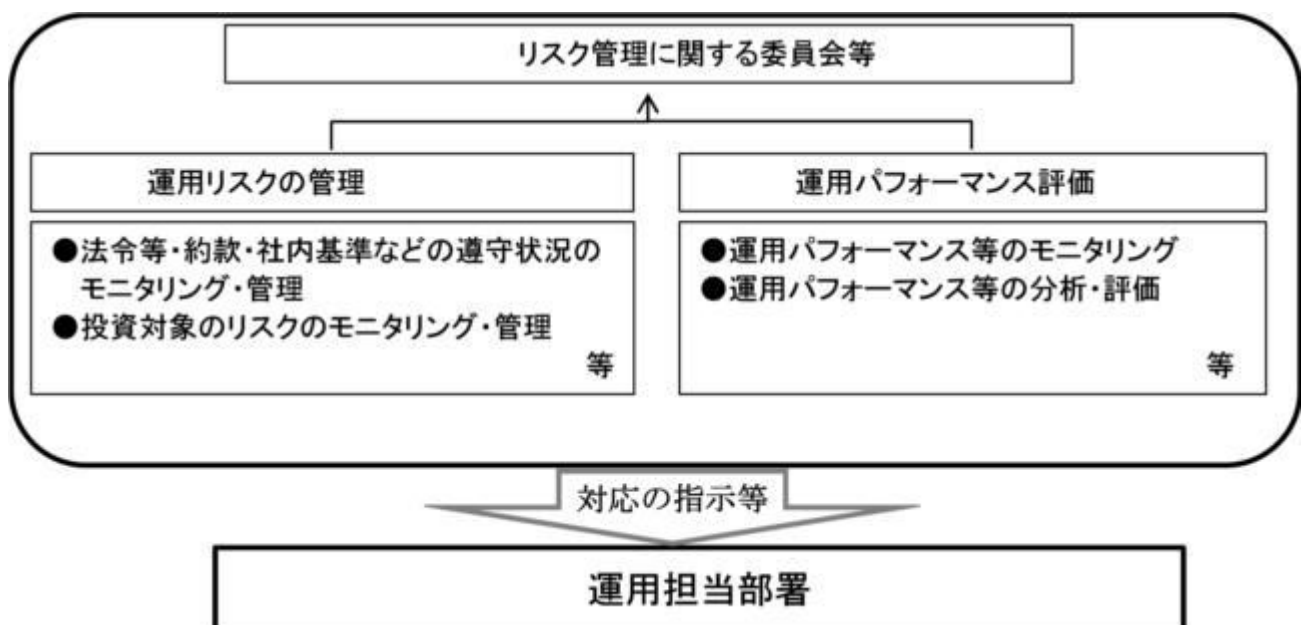 リスク管理に関する委員会等
運用リスクの管理
●法令等・約款・社内基準などの遵守状況の
モニタリング・管理
●投資対象のリスクのモニタリング・管理
等
運用パフォーマンス評価
●運用パフォーマンス等のモニタリング
●運用パフォーマンス等の分析・評価
等
対応の指示等
運用担当部署